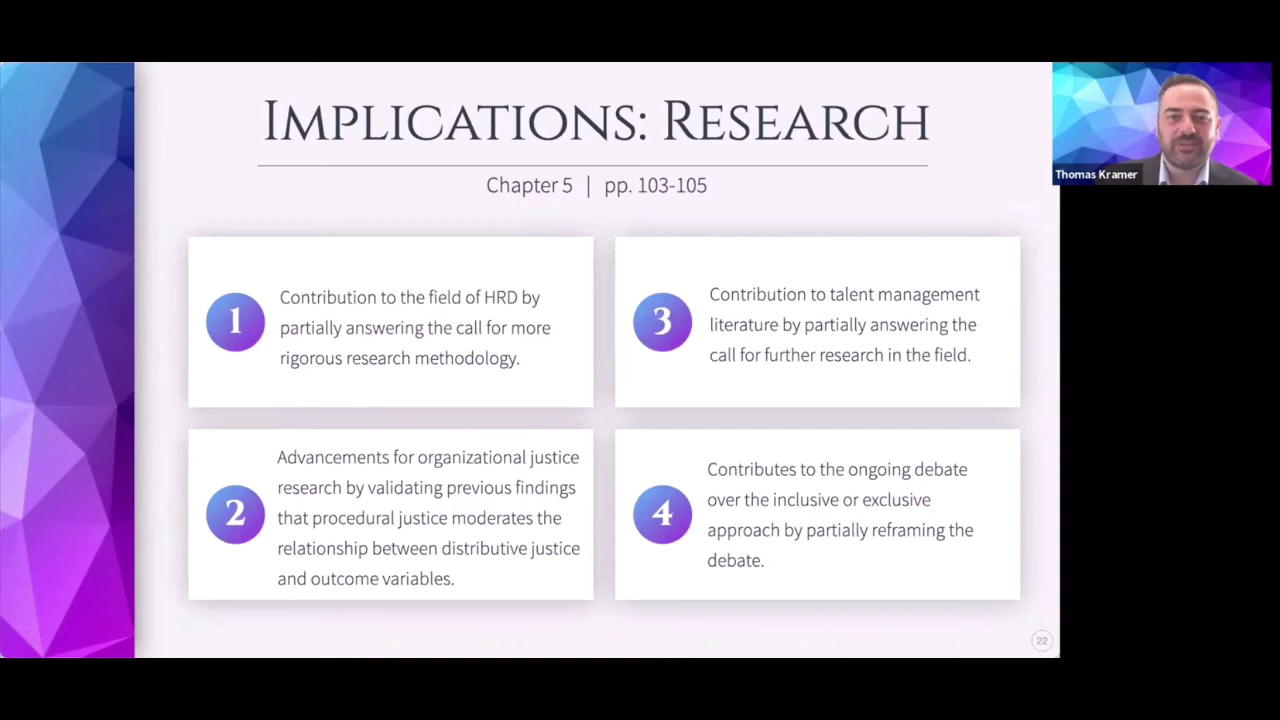 IMPLICATIONS: RESEARCH
Chapter 5 | pp. 103-105
1
Contribution to the field of HRD by
partially answering the call for more
rigorous research methodology.
2
Advancements for organizational justice
research by validating previous findings
that procedural justice moderates the
relationship between distributive justice
and outcome variables.
3
Contribution to talent management
literature by partially answering the
call for further research in the field.
4
Contributes to the ongoing debate
over the inclusive or exclusive
approach by partially reframing the
debate.
22
Thomas Kramer